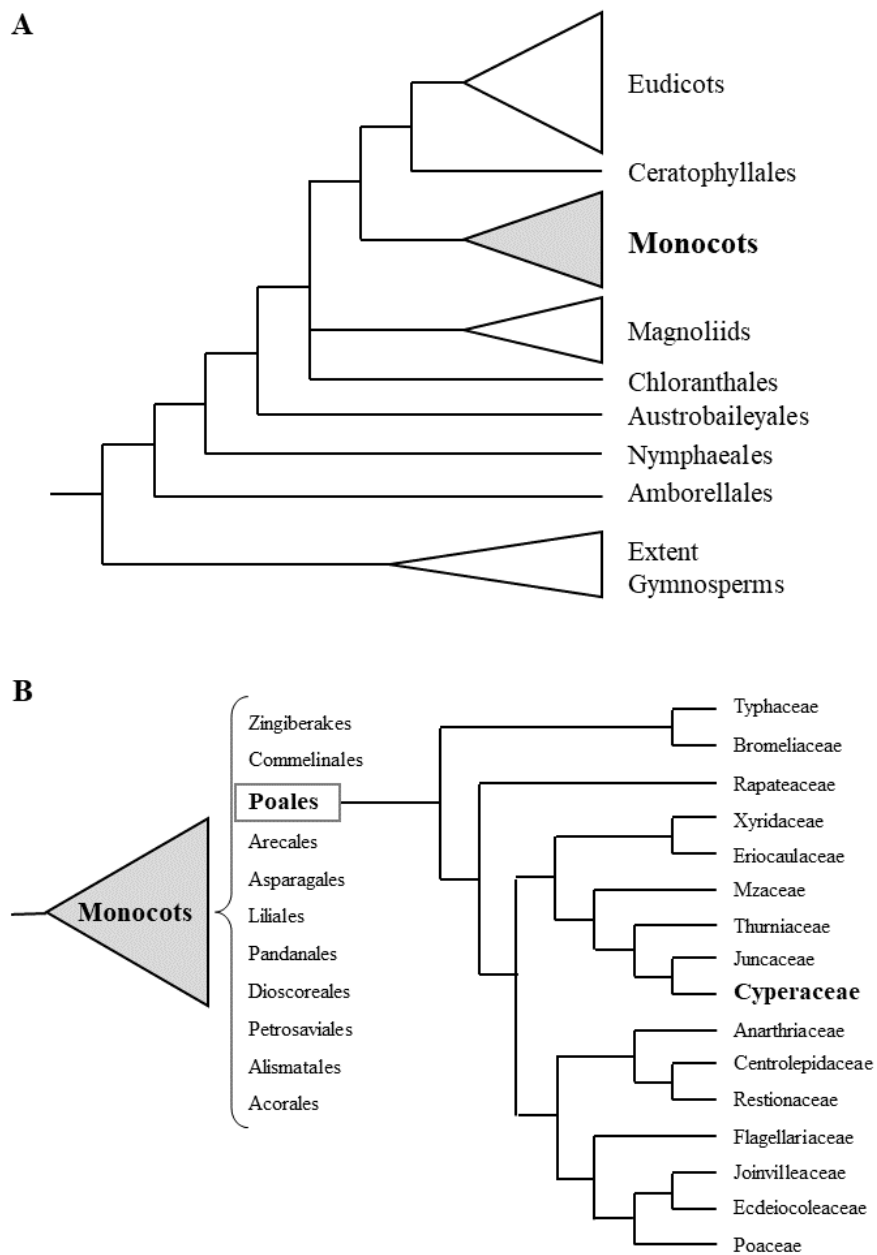 A
Eudicots
Ceratophyllales
Monocots
Magnoliids
Chloranthales
Austrobaileyales
Nymphaeales
Amborellales
Extent
Gymnosperms
B
Zingiberakes
Commelinales
Poales
Arecales
Asparagales
Liliales
Pandanales
Dioscoreales
Petrosaviales
Alismatales
Acorales
Monocots
Typhaceae
Bromeliaceae
Rapateaceae
Xyridaceae
Eriocaulaceae
Mzaceae
Thurniaceae
Juncaceae
Cyperaceae
Anarthriaceae
Centrolepidaceae
Restionaceae
Flagellariaceae
Joinvilleaceae
Ecdeiocoleaceae
Poaceae